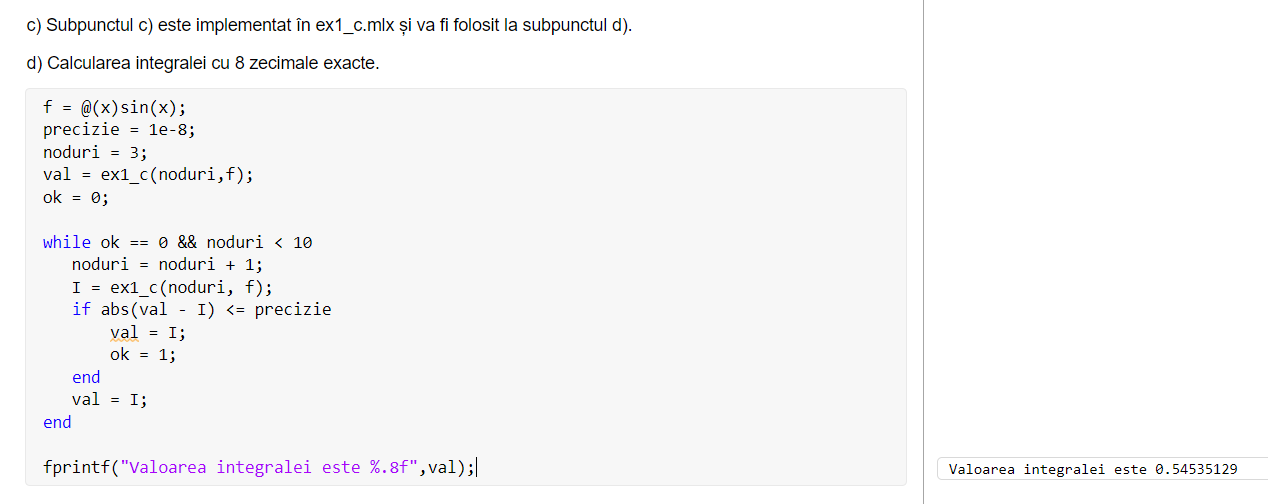 c) Subpunctul c) este implementat în ex1_c.mlx și va fi folosit la subpunctul d).
d) Calcularea integralei cu 8 zecimale exacte.
f = @(x)sin(x);
precizie = 1e-8;
noduri = 3;
val = ex1_c(noduri,f);
ok = 0;
while ok == 0 && noduri < 10
noduri = noduri + 1;
I = ex1_c(noduri, f);
if abs(val - I) <= precizie
val = I;
ok = 1;
end
val = I;
end
fprintf("Valoarea integralei este %.8f",val);
Valoarea integralei este 0.54535129